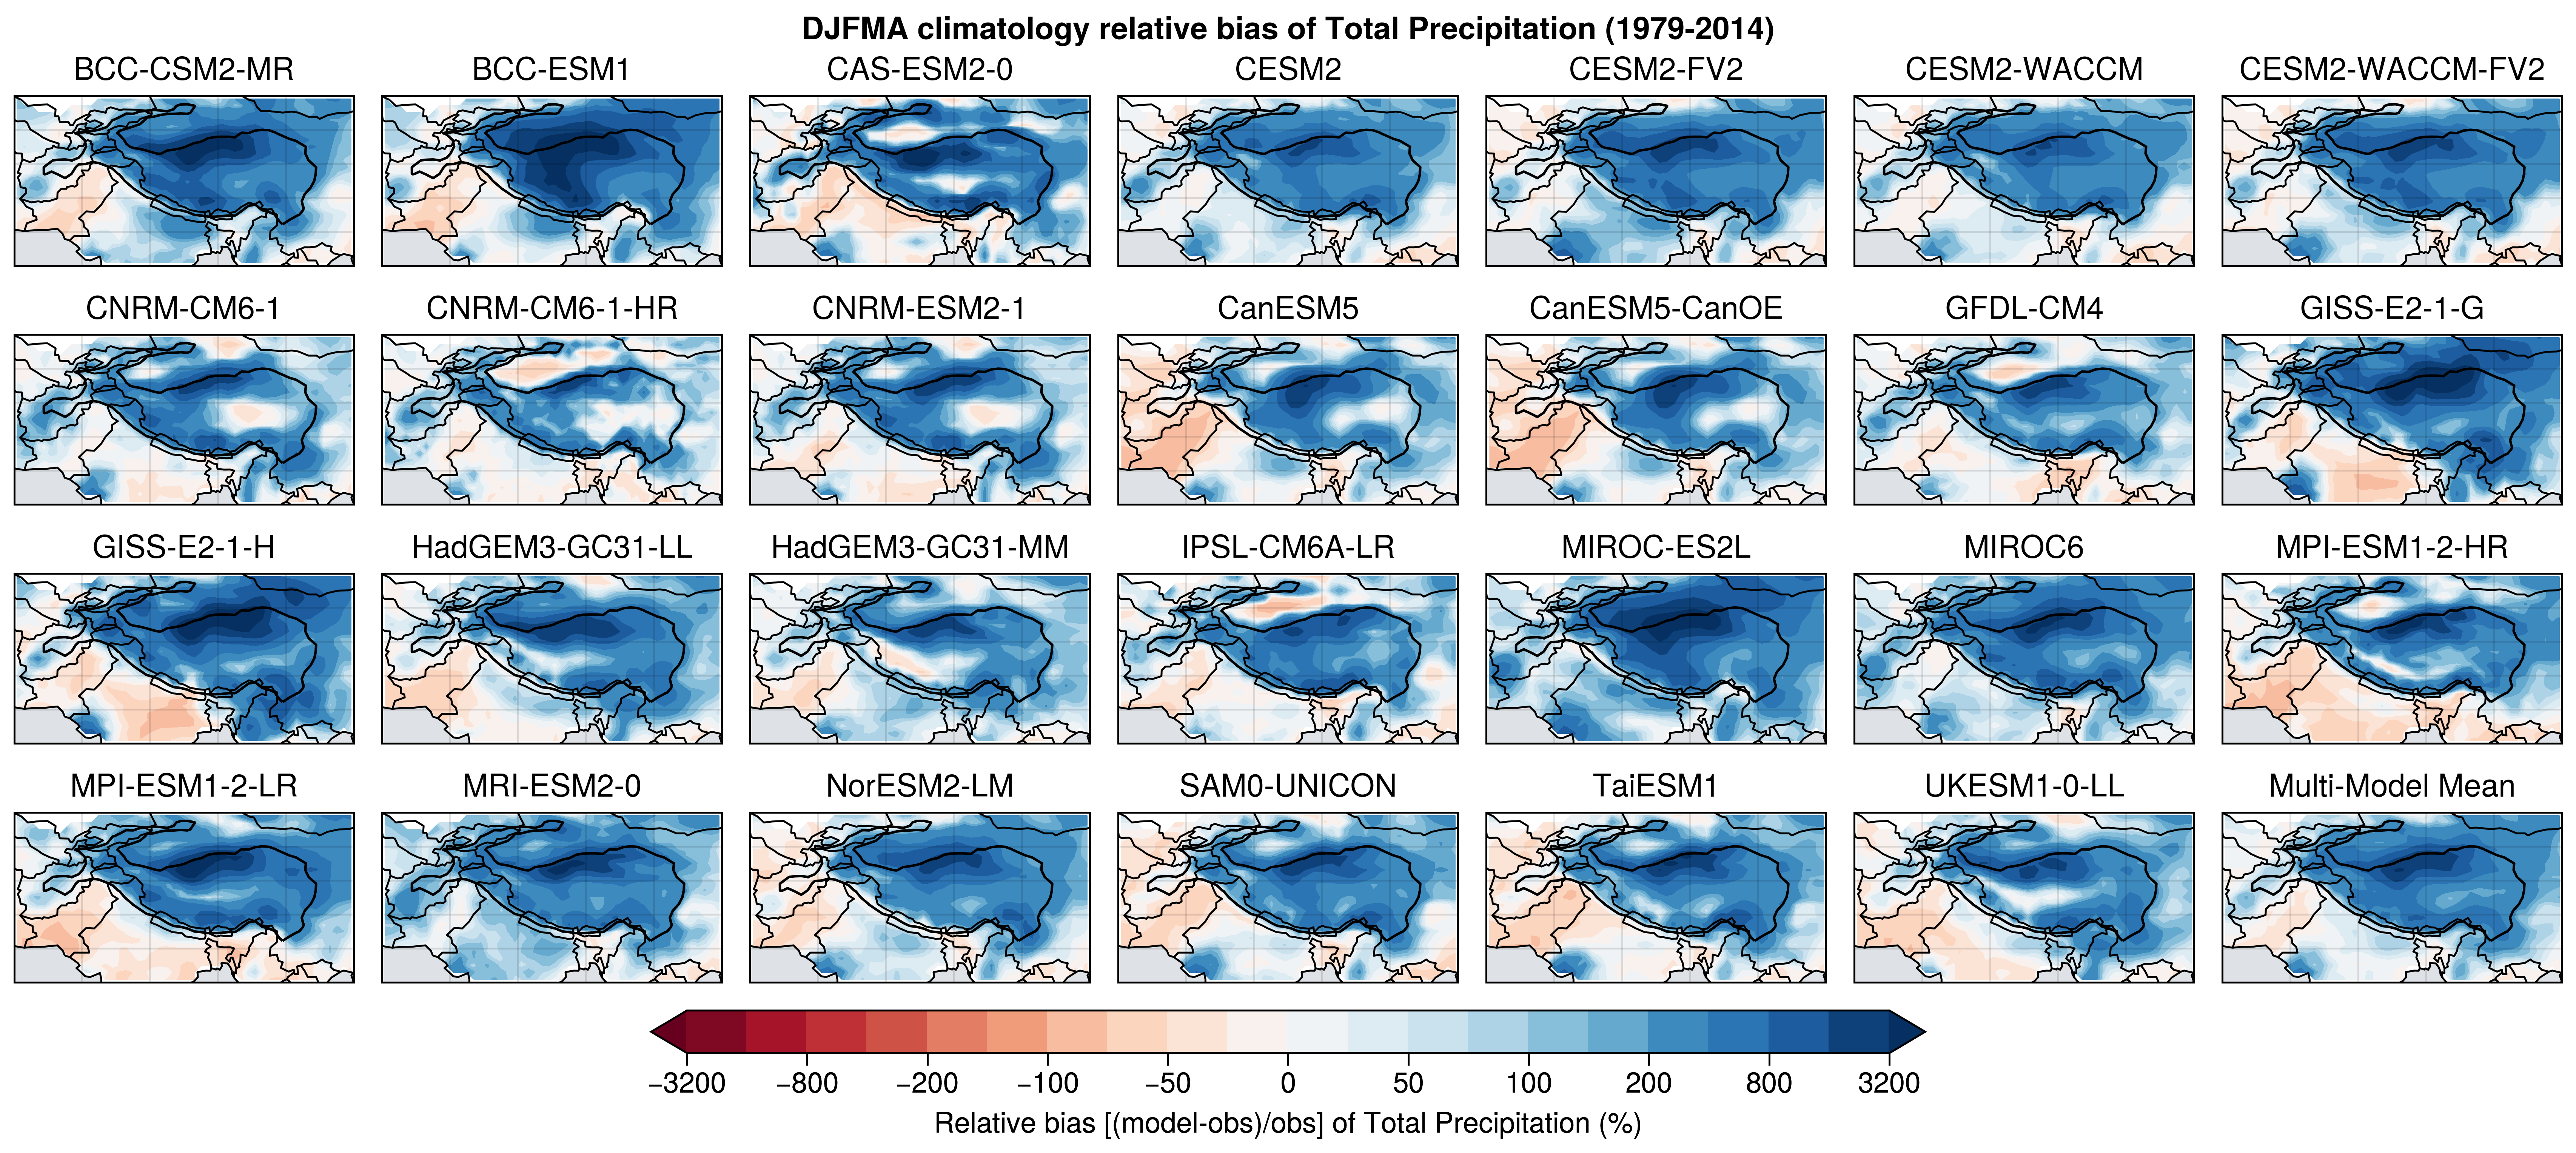 DJFMA climatology relative bias of Total Precipitation (1979-2014)
BCC-CSM2-MR BCC-ESM1 CAS-ESM2-0 CESM2 CESM2-FV2 CESM2-WACCM CESM2-WACCM-FV2
CNRM-CM6-1 CNRM-CM6-1-HR CNRM-ESM2-1 CanESM5 CanESM5-CanOE GFDL-CM4 GISS-E2-1-G
GISS-E2-1-H HadGEM3-GC31-LL HadGEM3-GC31-MM IPSL-CM6A-LR MIROC-ES2L MIROC6 MPI-ESM1-2-HR
MPI-ESM1-2-LR MRI-ESM2-0 NorESM2-LM SAM0-UNICON TaiESM1 UKESM1-0-LL Multi-Model Mean
−3200 −800 −200 −100 −50 0 50 100 200 800 3200
Relative bias [(model-obs)/obs] of Total Precipitation (%)